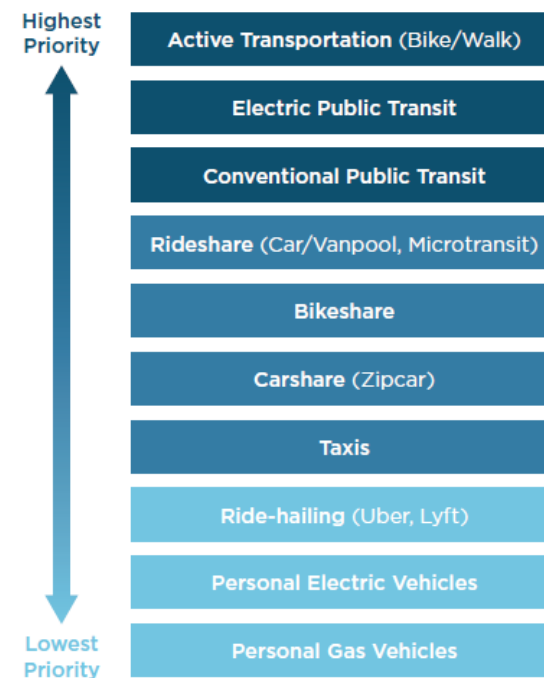 Highest
Priority
Active Transportation (Bike/Walk)
Electric Public Transit
Conventional Public Transit
Rideshare (Car/Vanpool, Microtransit)
Bikeshare
Carshare (Zipcar)
Taxis
Ride-hailing (Uber, Lyft)
Personal Electric Vehicles
Personal Gas Vehicles
Lowest
Priority